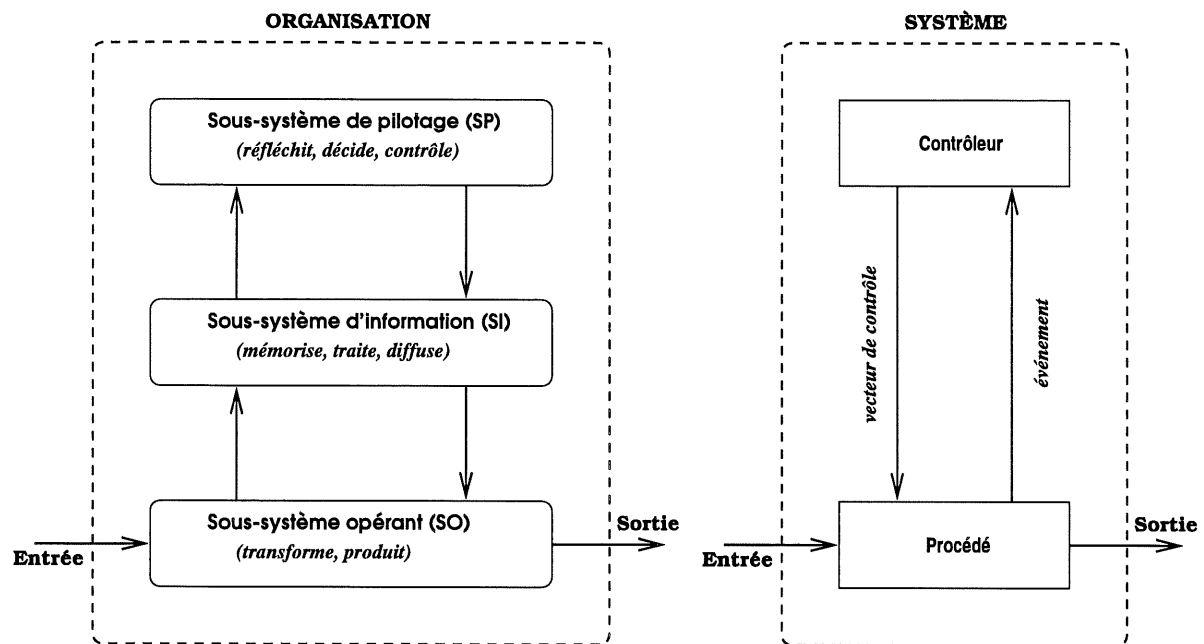 ORGANISATION
Sous-système de pilotage (SP)
(réfléchit, décide, contrôle)
Sous-système d'information (SI)
(mémorise, traite, diffuse)
Sous-système opérant (SO)
(transforme, produit)
Entrée
Sortie
SYSTÈME
Contrôleur
vecteur de contrôle
événement
Procédé
Entrée
Sortie